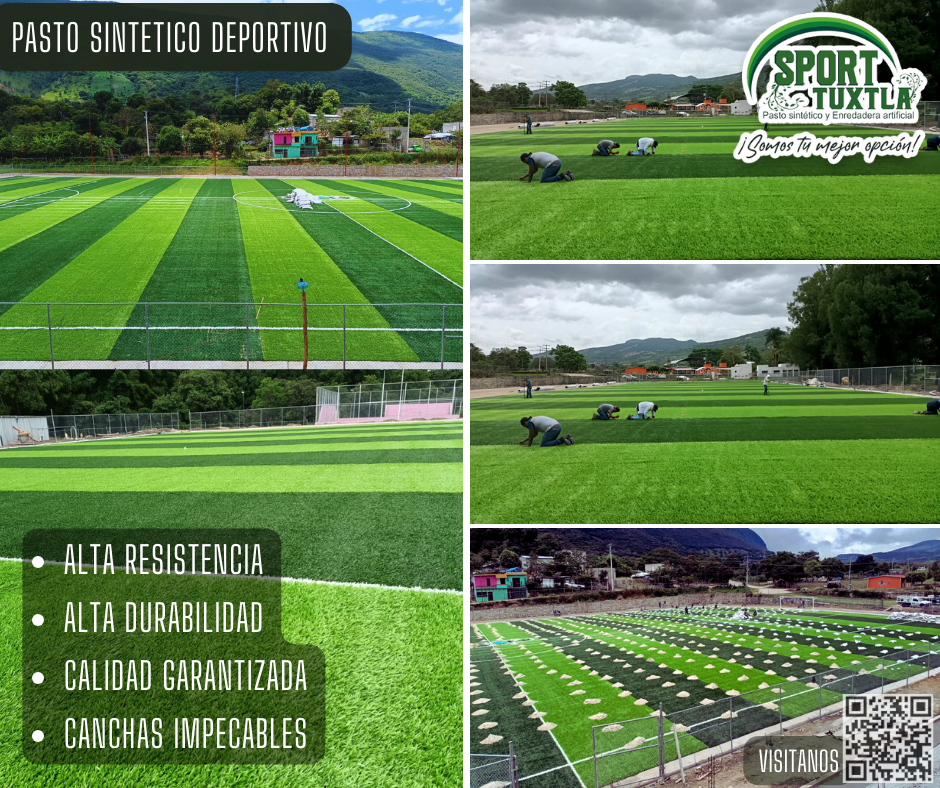 PASTO SINTETICO DEPORTIVO
SPORT
TUXTLA
Pasto sintético y Enredadera artificial
¡Somos tú mejor opción!
• ALTA RESISTENCIA
• ALTA DURABILIDAD
• CALIDAD GARANTIZADA
• CANCHAS IMPECABLES
VISITANOS